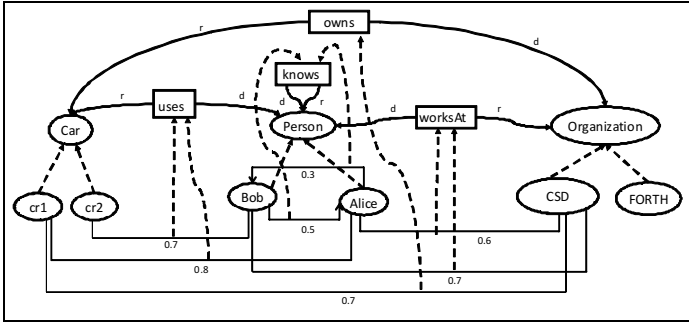 owns
r
d
knows
r
uses
d
d
r
d
worksAt
r
Car
Person
Organization
0.3
cr1
cr2
Bob
Alice
CSD
FORTH
0.7
0.5
0.6
0.8
0.7
0.7